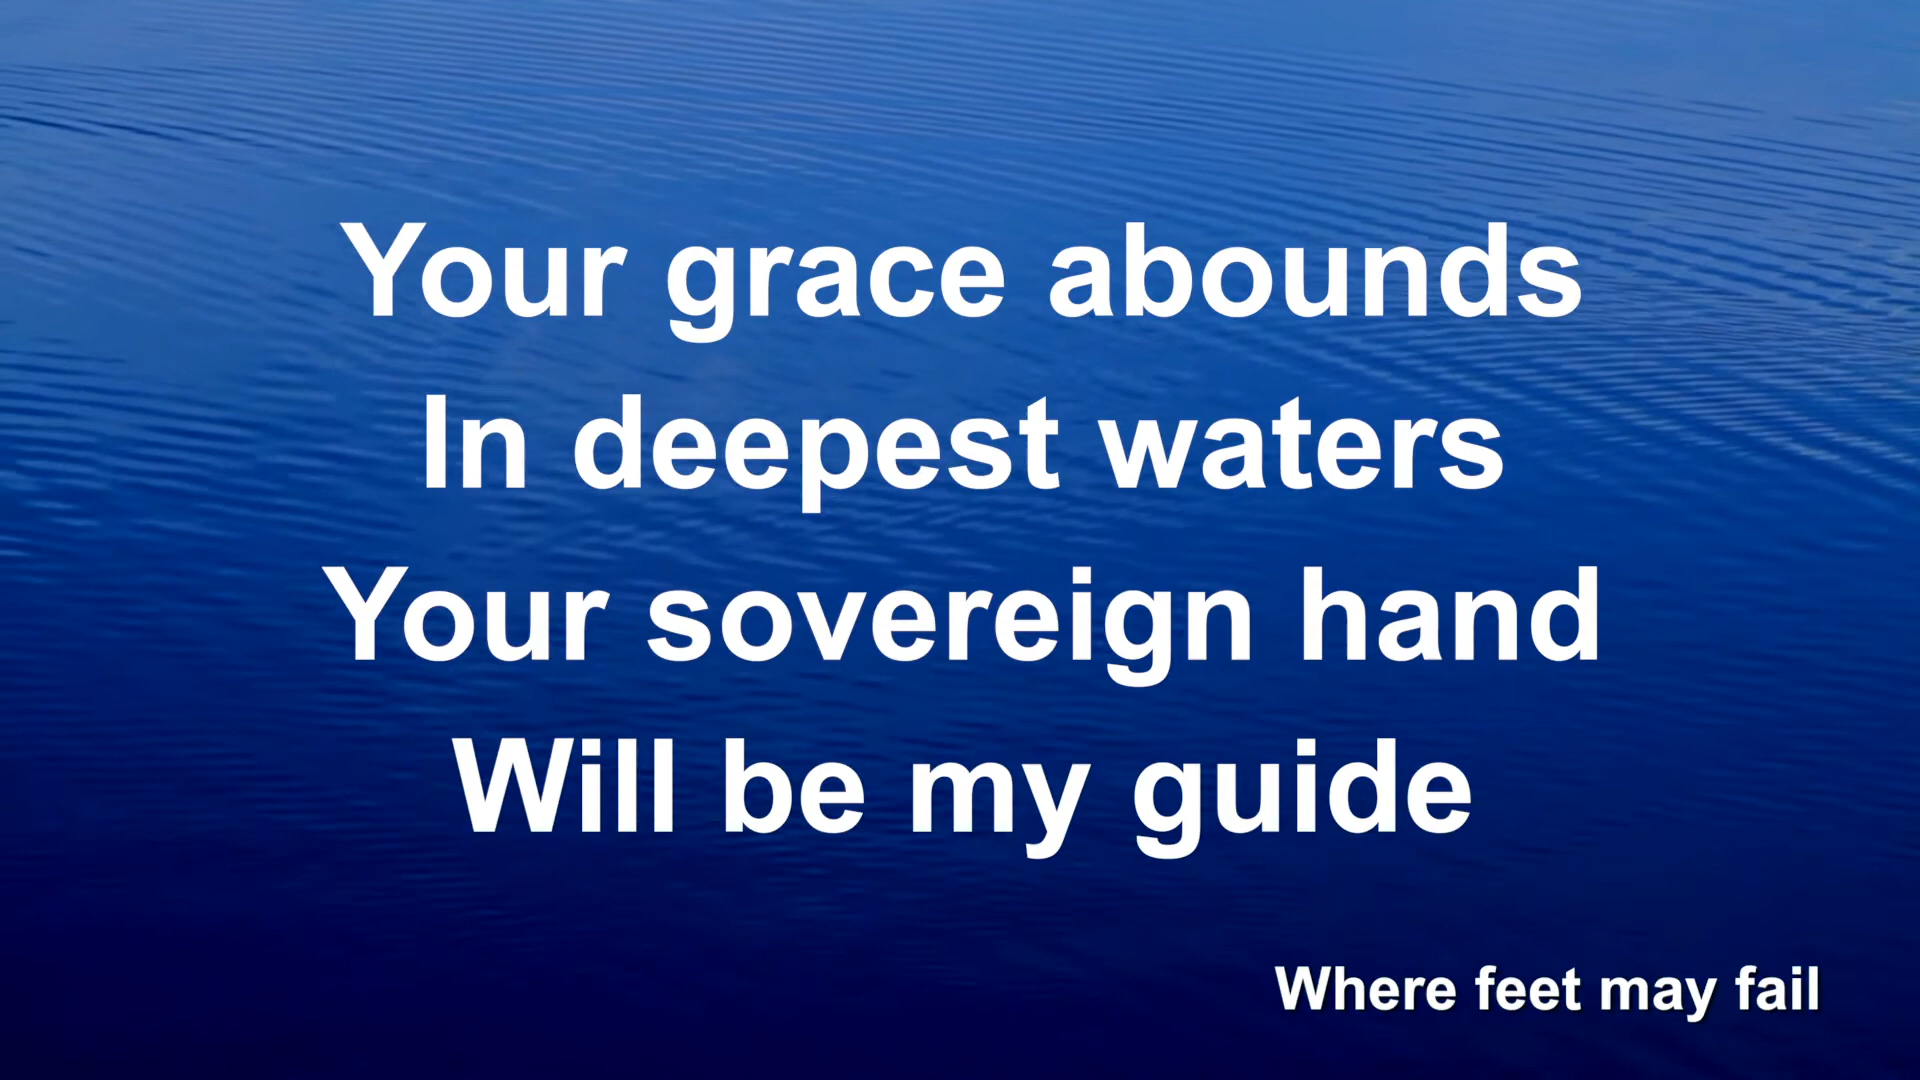 Your grace abounds
In deepest waters
Your sovereign hand
Will be my guide
Where feet may fail